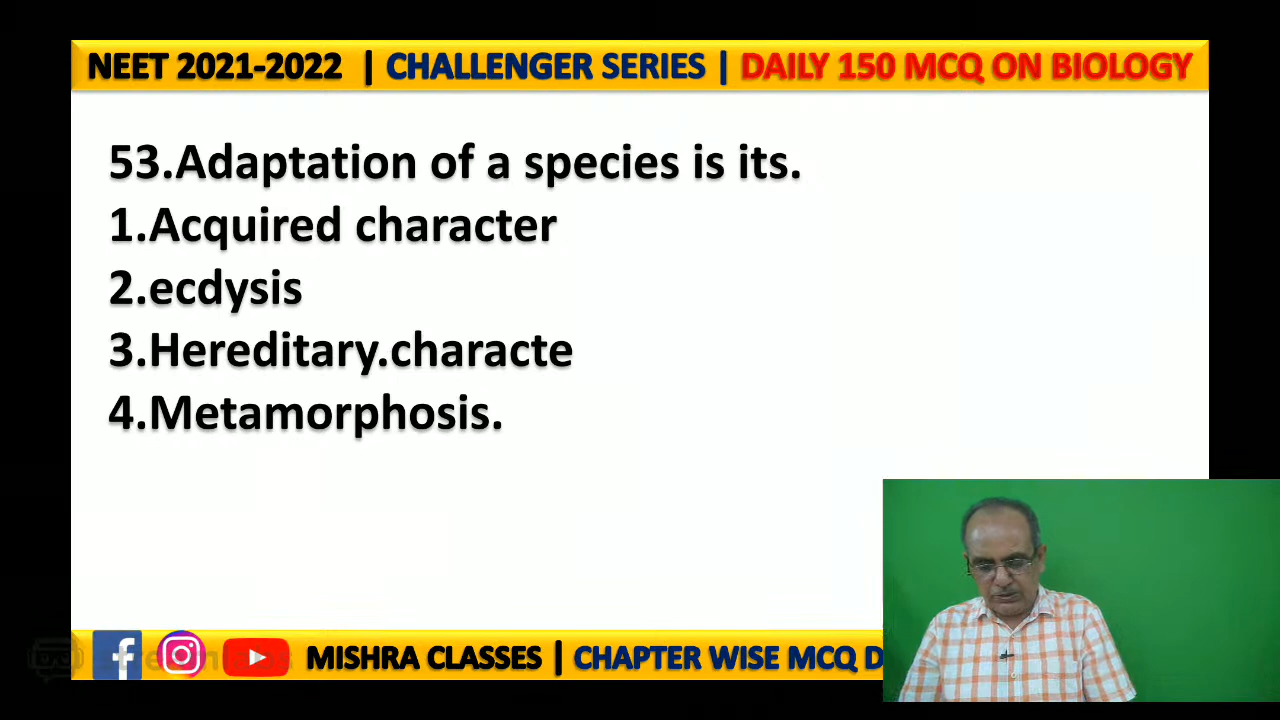 NEET 2021-2022 | CHALLENGER SERIES | DAILY 150 MCQ ON BIOLOGY
53.Adaptation of a species is its.
1.Acquired character
2.ecdysis
3.Hereditary.characte
4.Metamorphosis.
MISHRA CLASSES | CHAPTER WISE MCQ D